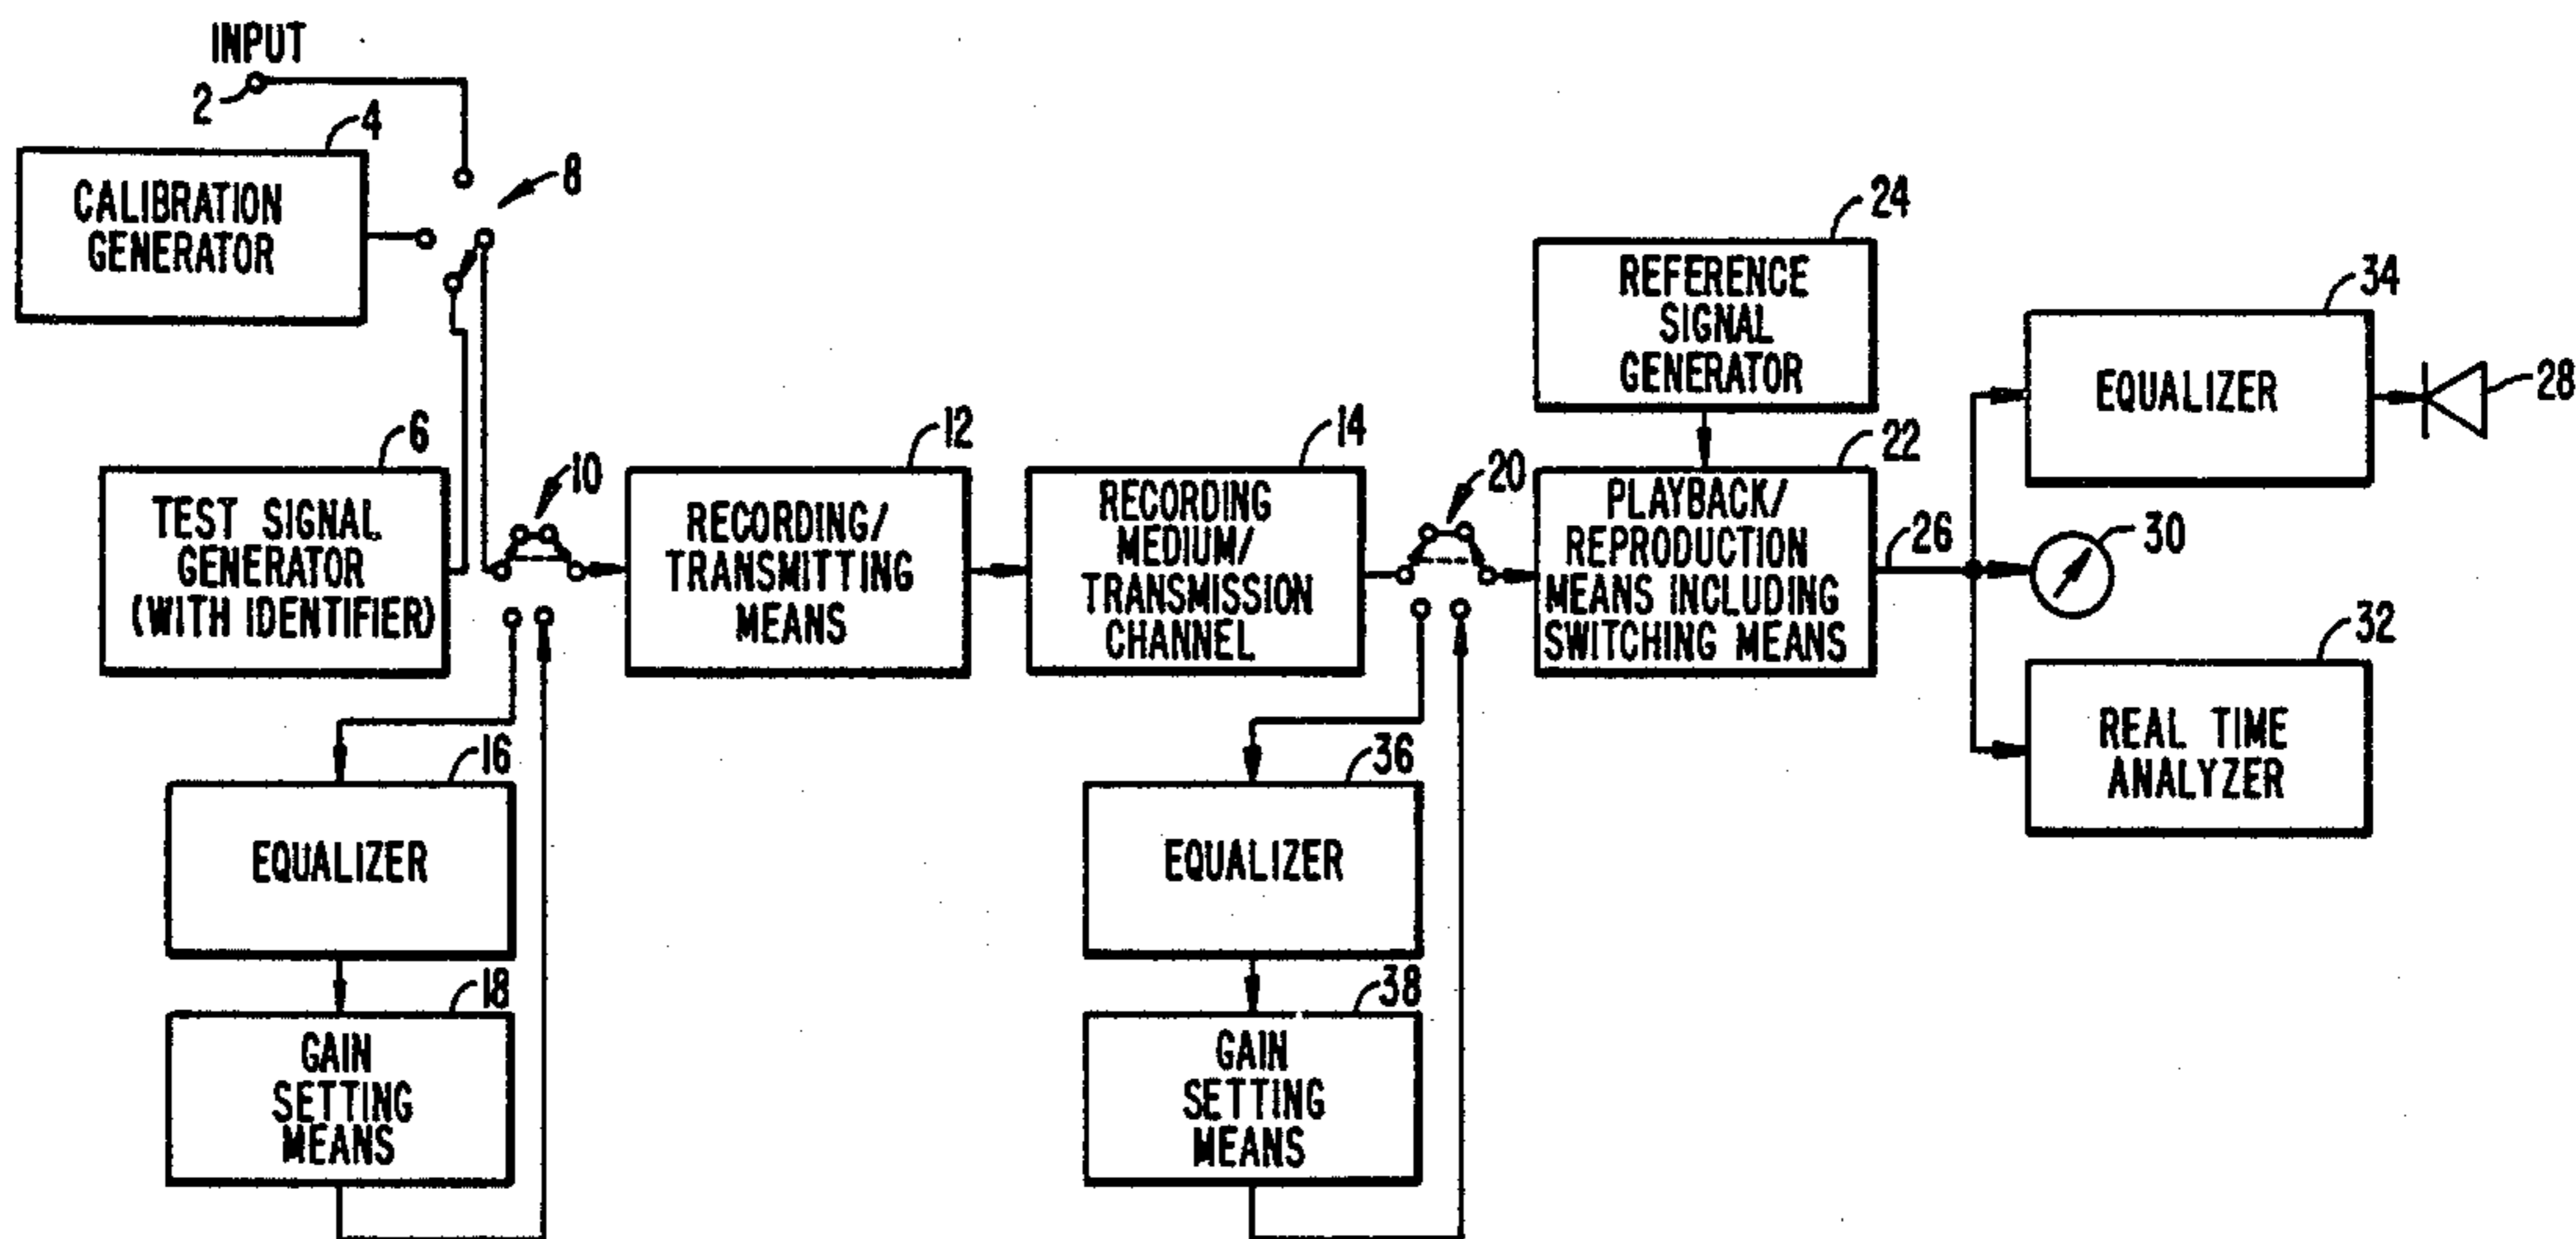 INPUT
2
4
CALIBRATION
GENERATOR
8
24
REFERENCE
SIGNAL
GENERATOR
34
EQUALIZER
28
6
TEST SIGNAL
GENERATOR
(WITH IDENTIFIER)
10
12
RECORDING/
TRANSMITTING
MEANS
14
RECORDING
MEDIUM/
TRANSMISSION
CHANNEL
20
22
PLAYBACK/
REPRODUCTION
MEANS INCLUDING
SWITCHING MEANS
26
30
32
REAL TIME
ANALYZER
16
EQUALIZER
36
EQUALIZER
18
GAIN
SETTING
MEANS
38
GAIN
SETTING
MEANS